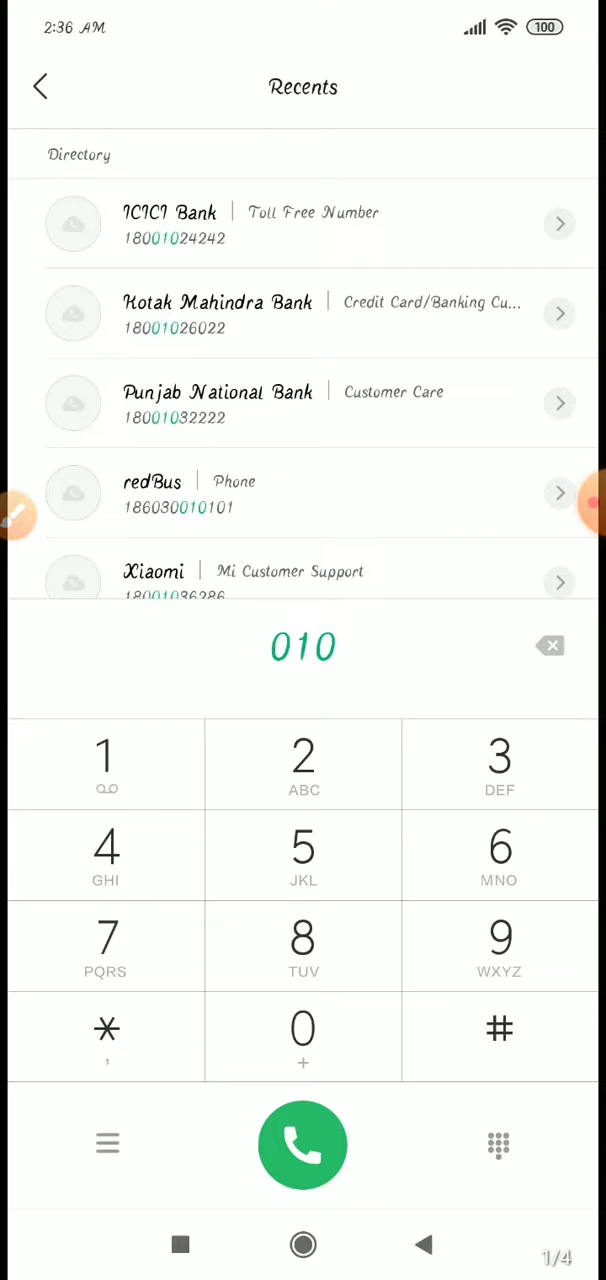 2:36 AM
100
Recents
Directory
ICICI Bank | Toll Free Number
18001024242
Kotak Mahindra Bank | Credit Card/Banking Cu...
18001026022
Punjab National Bank | Customer Care
18001032222
redBus | Phone
186030010101
Xiaomi | Mi Customer Support
18001036286
010
1 2 3
ABC DEF
4 5 6
GHI JKL MNO
7 8 9
PQRS TUV WXYZ
* 0 #
, +
1/4